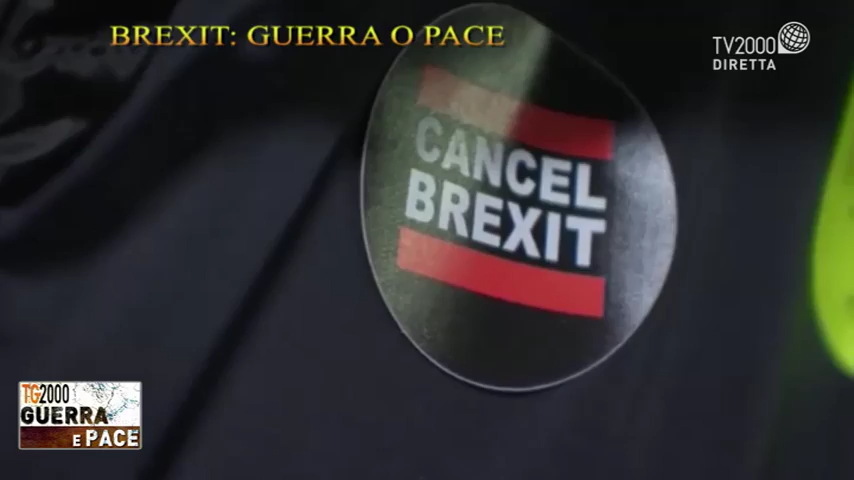 BREXIT: GUERRA O PACE
TV2000
DIRETTA
CANCEL
BREXIT
TG2000
GUERRA
E PACE